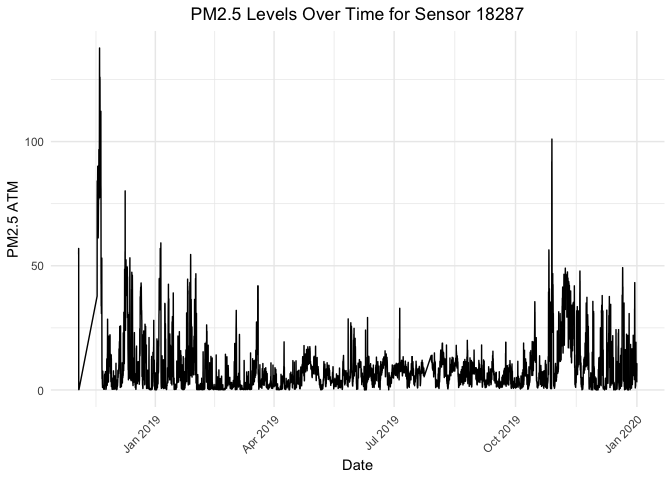 PM2.5 Levels Over Time for Sensor 18287
PM2.5 ATM
100
50
0
Jan 2019
Apr 2019
Jul 2019
Oct 2019
Jan 2020
Date